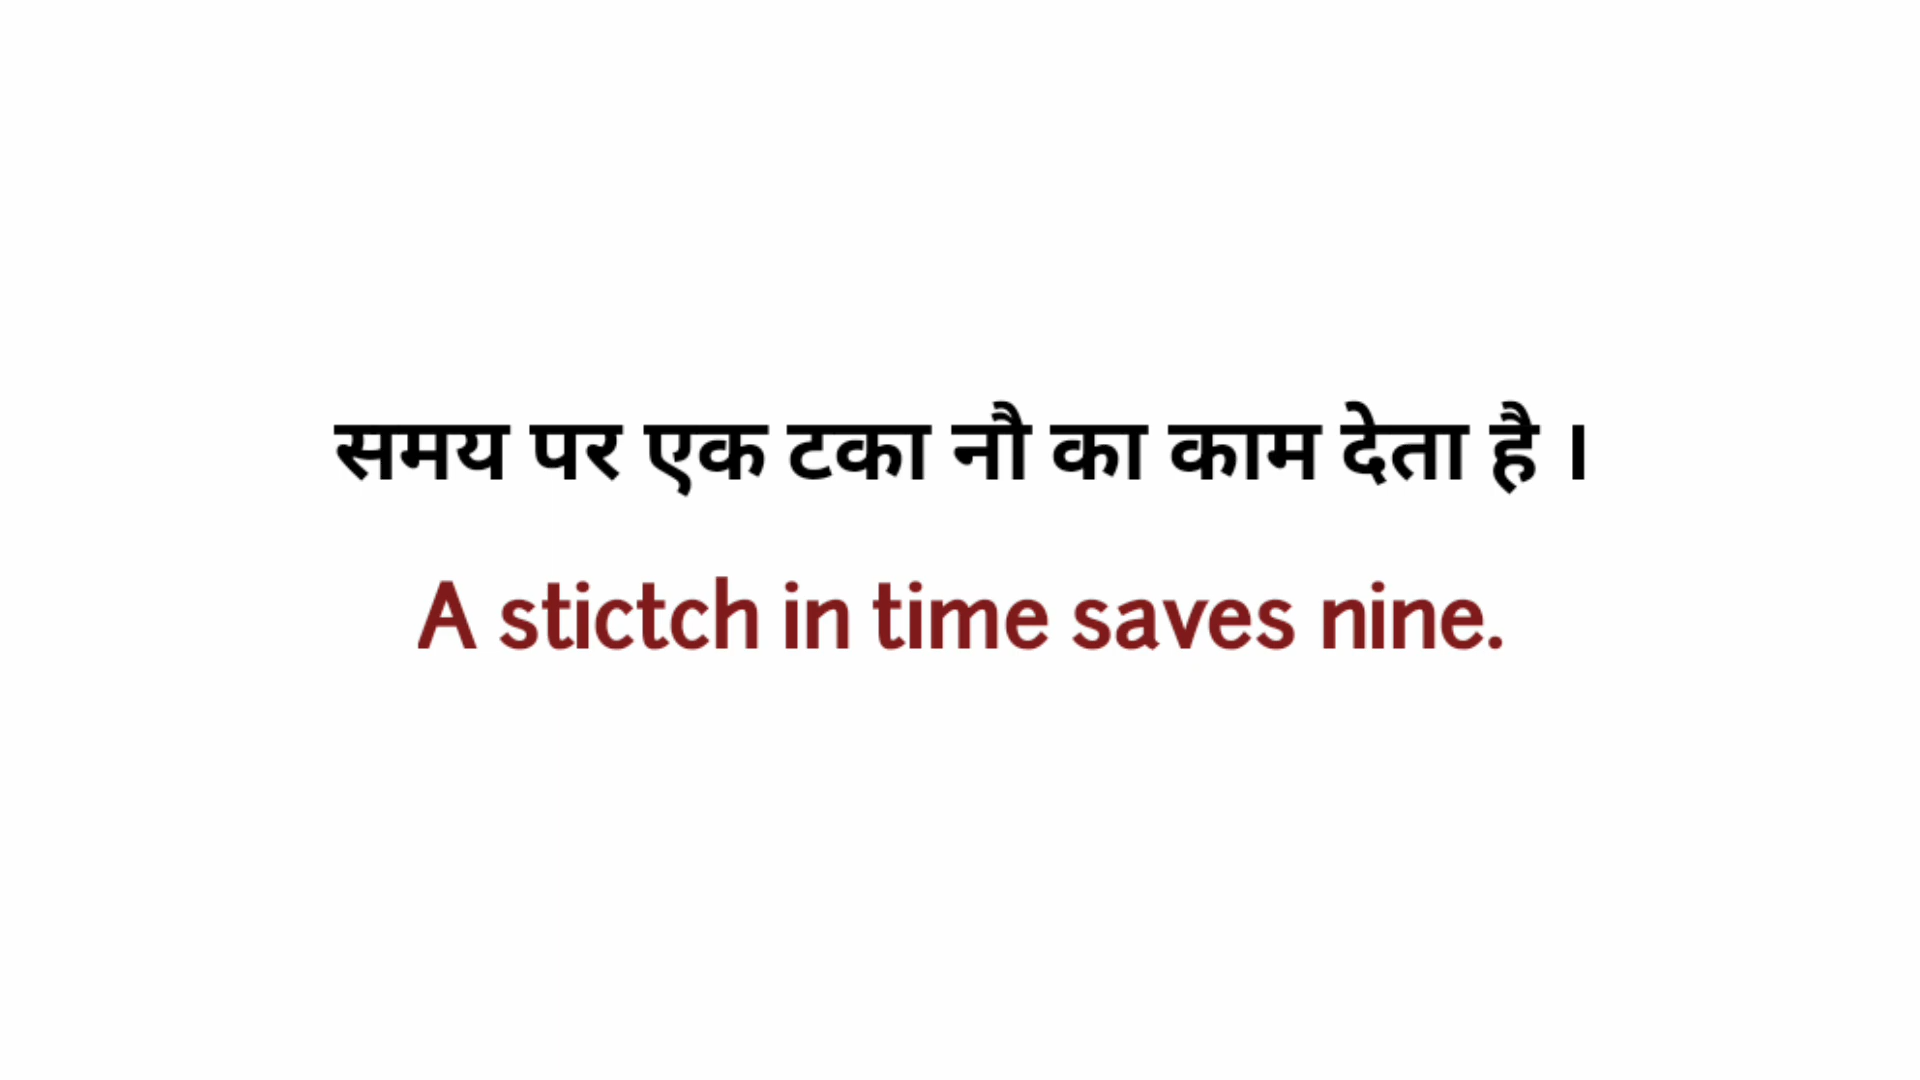 समय पर एक टका नौ का काम देता है ।
A stictch in time saves nine.